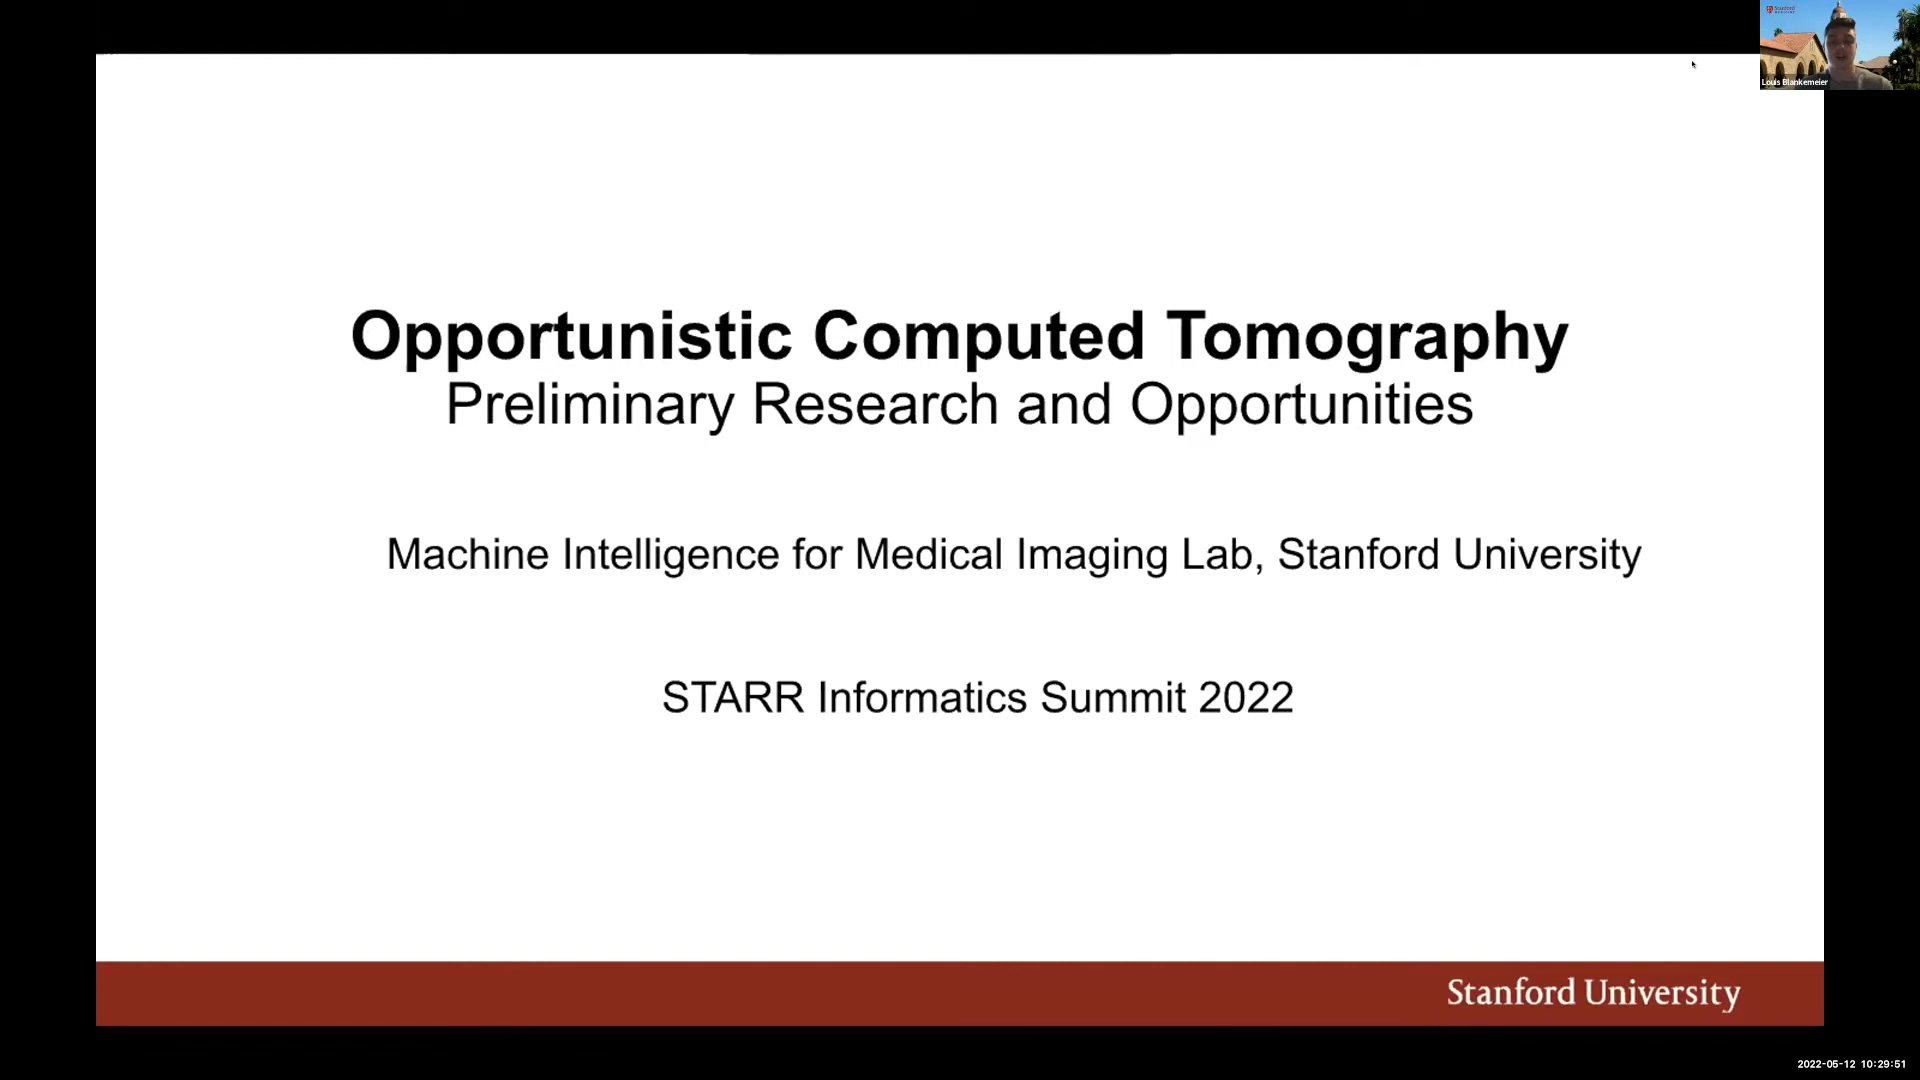 Stanford
Louis Blankemeier
Opportunistic Computed Tomography
Preliminary Research and Opportunities
Machine Intelligence for Medical Imaging Lab, Stanford University
STARR Informatics Summit 2022
Stanford University
2022-05-12 10:29:51